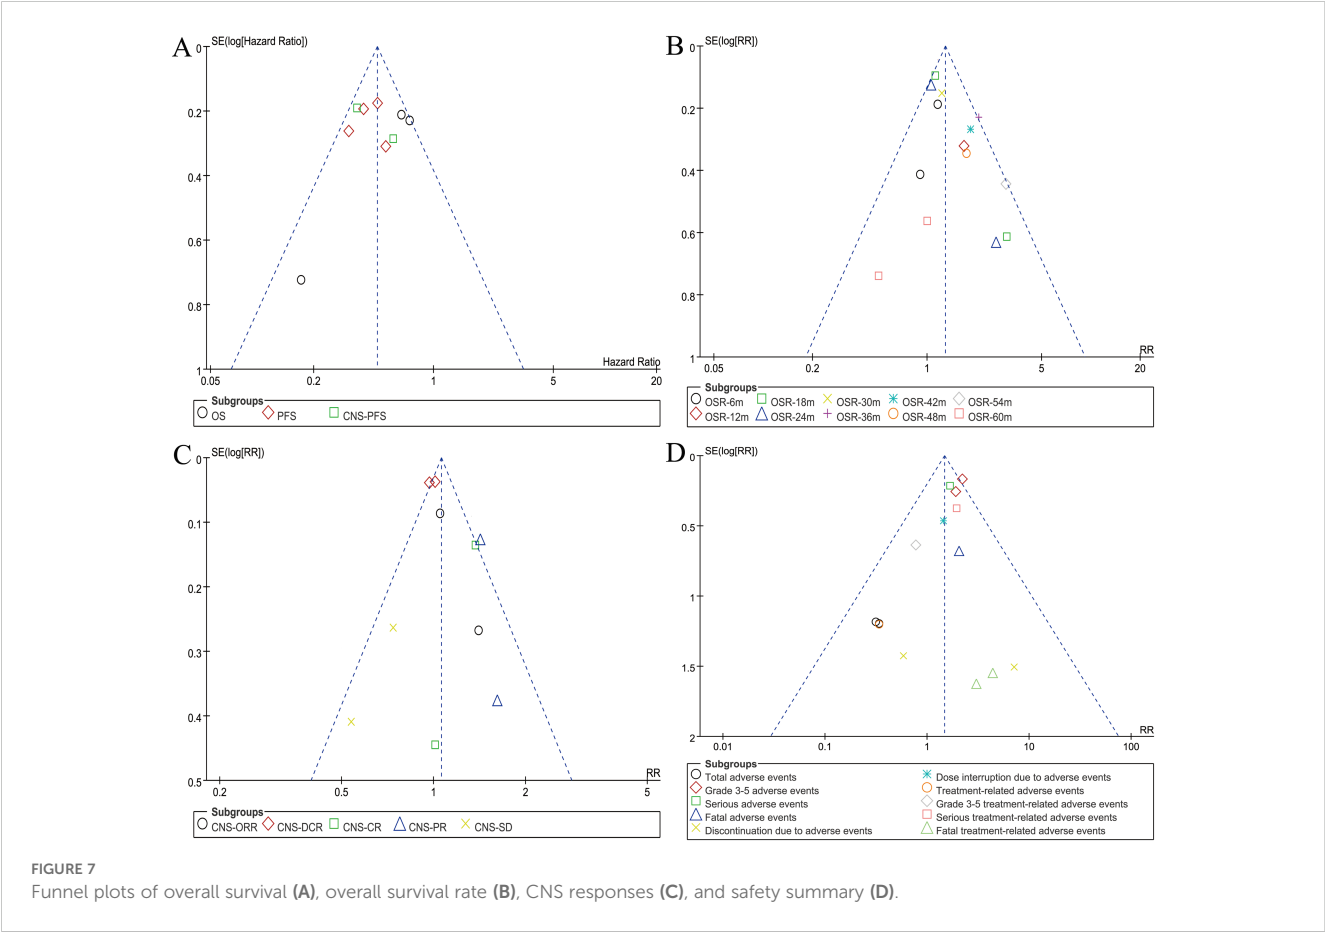 A
SE(log[Hazard Ratio])
0
0.2
0.4
0.6
0.8
1
Hazard Ratio
0.05 0.2 1 5 20
Subgroups
OS PFS CNS-PFS
B
SE(log[RR])
0
0.2
0.4
0.6
0.8
1
RR
0.05 0.2 1 5 20
Subgroups
OSR-6m OSR-18m OSR-30m OSR-42m OSR-54m
OSR-12m OSR-24m OSR-36m OSR-48m OSR-60m
C
SE(log[RR])
0
0.1
0.2
0.3
0.4
0.5
RR
0.2 0.5 1 2 5
Subgroups
CNS-ORR CNS-DCR CNS-CR CNS-PR CNS-SD
D
SE(log[RR])
0
0.5
1
1.5
2
RR
0.01 0.1 1 10 100
Subgroups
Total adverse events Dose interruption due to adverse events
Grade 3-5 adverse events Treatment-related adverse events
Serious adverse events Grade 3-5 treatment-related adverse events
Fatal adverse events Serious treatment-related adverse events
Discontinuation due to adverse events Fatal treatment-related adverse events
FIGURE 7
Funnel plots of overall survival (A), overall survival rate (B), CNS responses (C), and safety summary (D).